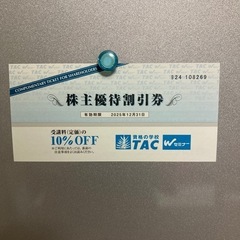 COMPLIMENTARY TICKET FOR SHAREHOLDERS
TAC
024-105269
株主優待割引券
有効期限 2025年12月31日
受講料(定価)の
10%OFF
資格の学校
TAC
Wセミナー